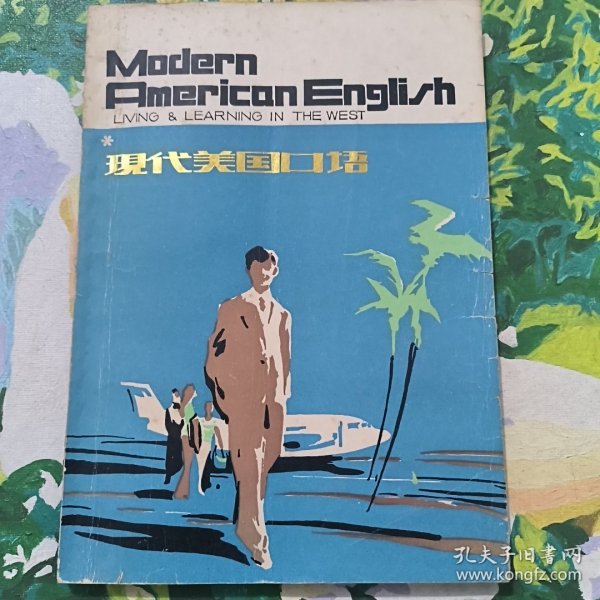 Modern
American English
LIVING & LEARNING IN THE WEST
*現代美国口语
孔夫子旧书网
www.kongfz.com